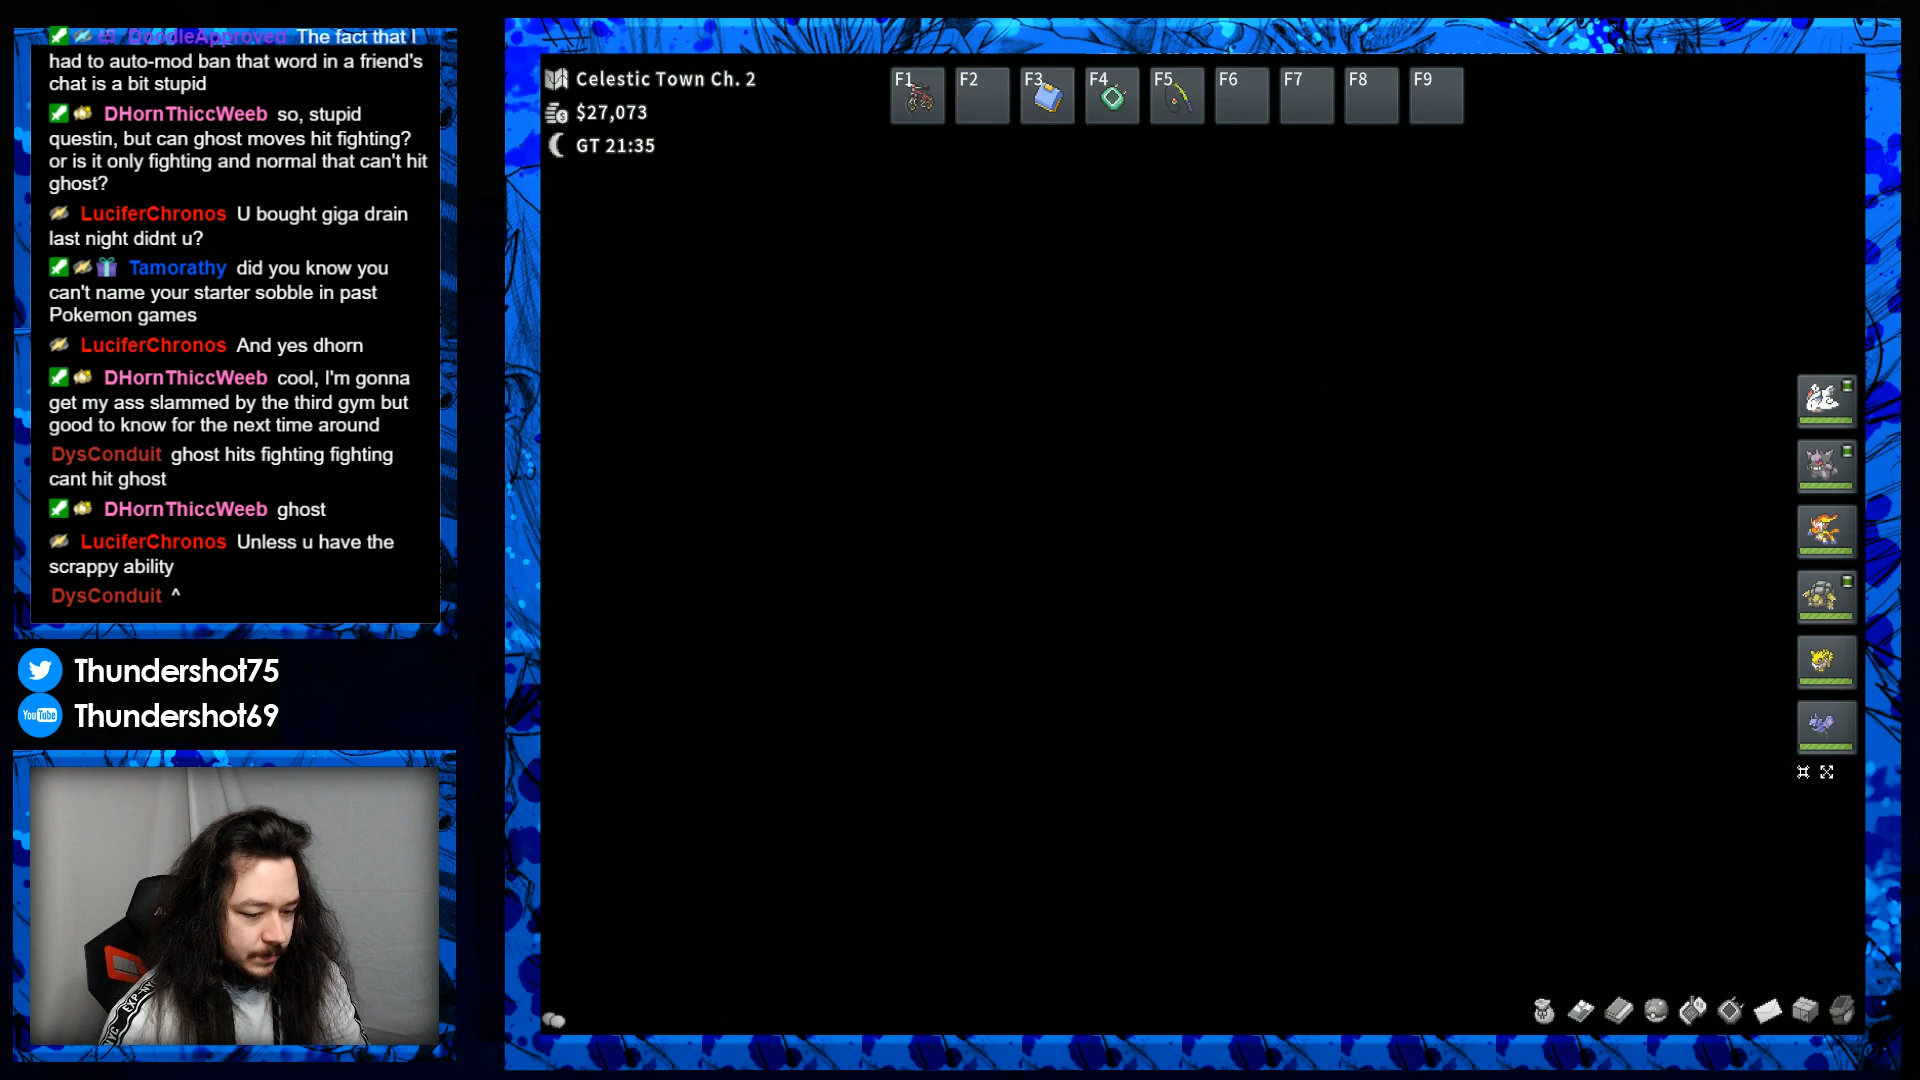 DoodleApproved The fact that I
had to auto-mod ban that word in a friend's
chat is a bit stupid
DHornThiccWeeb so, stupid
questin, but can ghost moves hit fighting?
or is it only fighting and normal that can't hit
ghost?
LuciferChronos U bought giga drain
last night didnt u?
Tamorathy did you know you
can't name your starter sobble in past
Pokemon games
LuciferChronos And yes dhorn
DHornThiccWeeb cool, I'm gonna
get my ass slammed by the third gym but
good to know for the next time around
DysConduit ghost hits fighting fighting
cant hit ghost
DHornThiccWeeb ghost
LuciferChronos Unless u have the
scrappy ability
DysConduit ^
Thundershot75
You Tube Thundershot69
Celestic Town Ch. 2
$27,073
GT 21:35
F1 F2 F3 F4 F5 F6 F7 F8 F9